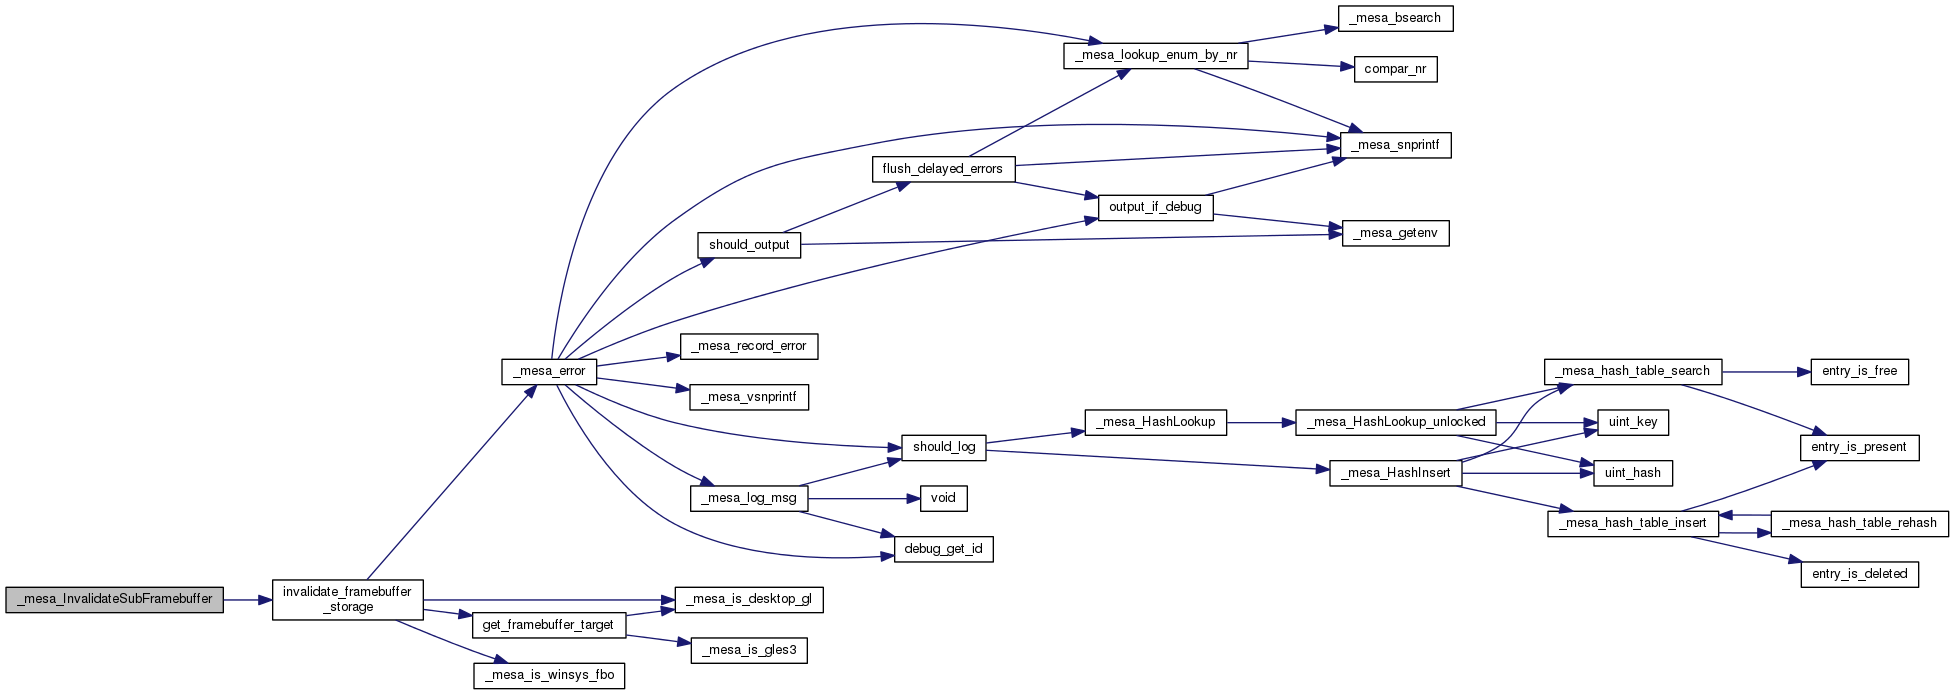 _mesa_bsearch
_mesa_lookup_enum_by_nr
compar_nr
_mesa_snprintf
flush_delayed_errors
output_if_debug
_mesa_getenv
should_output
_mesa_record_error
_mesa_error
_mesa_hash_table_search
entry_is_free
_mesa_vsnprintf
_mesa_HashLookup
_mesa_HashLookup_unlocked
uint_key
should_log
entry_is_present
_mesa_HashInsert
uint_hash
_mesa_log_msg
void
_mesa_hash_table_insert
_mesa_hash_table_rehash
debug_get_id
entry_is_deleted
_mesa_InvalidateSubFramebuffer
invalidate_framebuffer
_storage
_mesa_is_desktop_gl
get_framebuffer_target
_mesa_is_gles3
_mesa_is_winsys_fbo